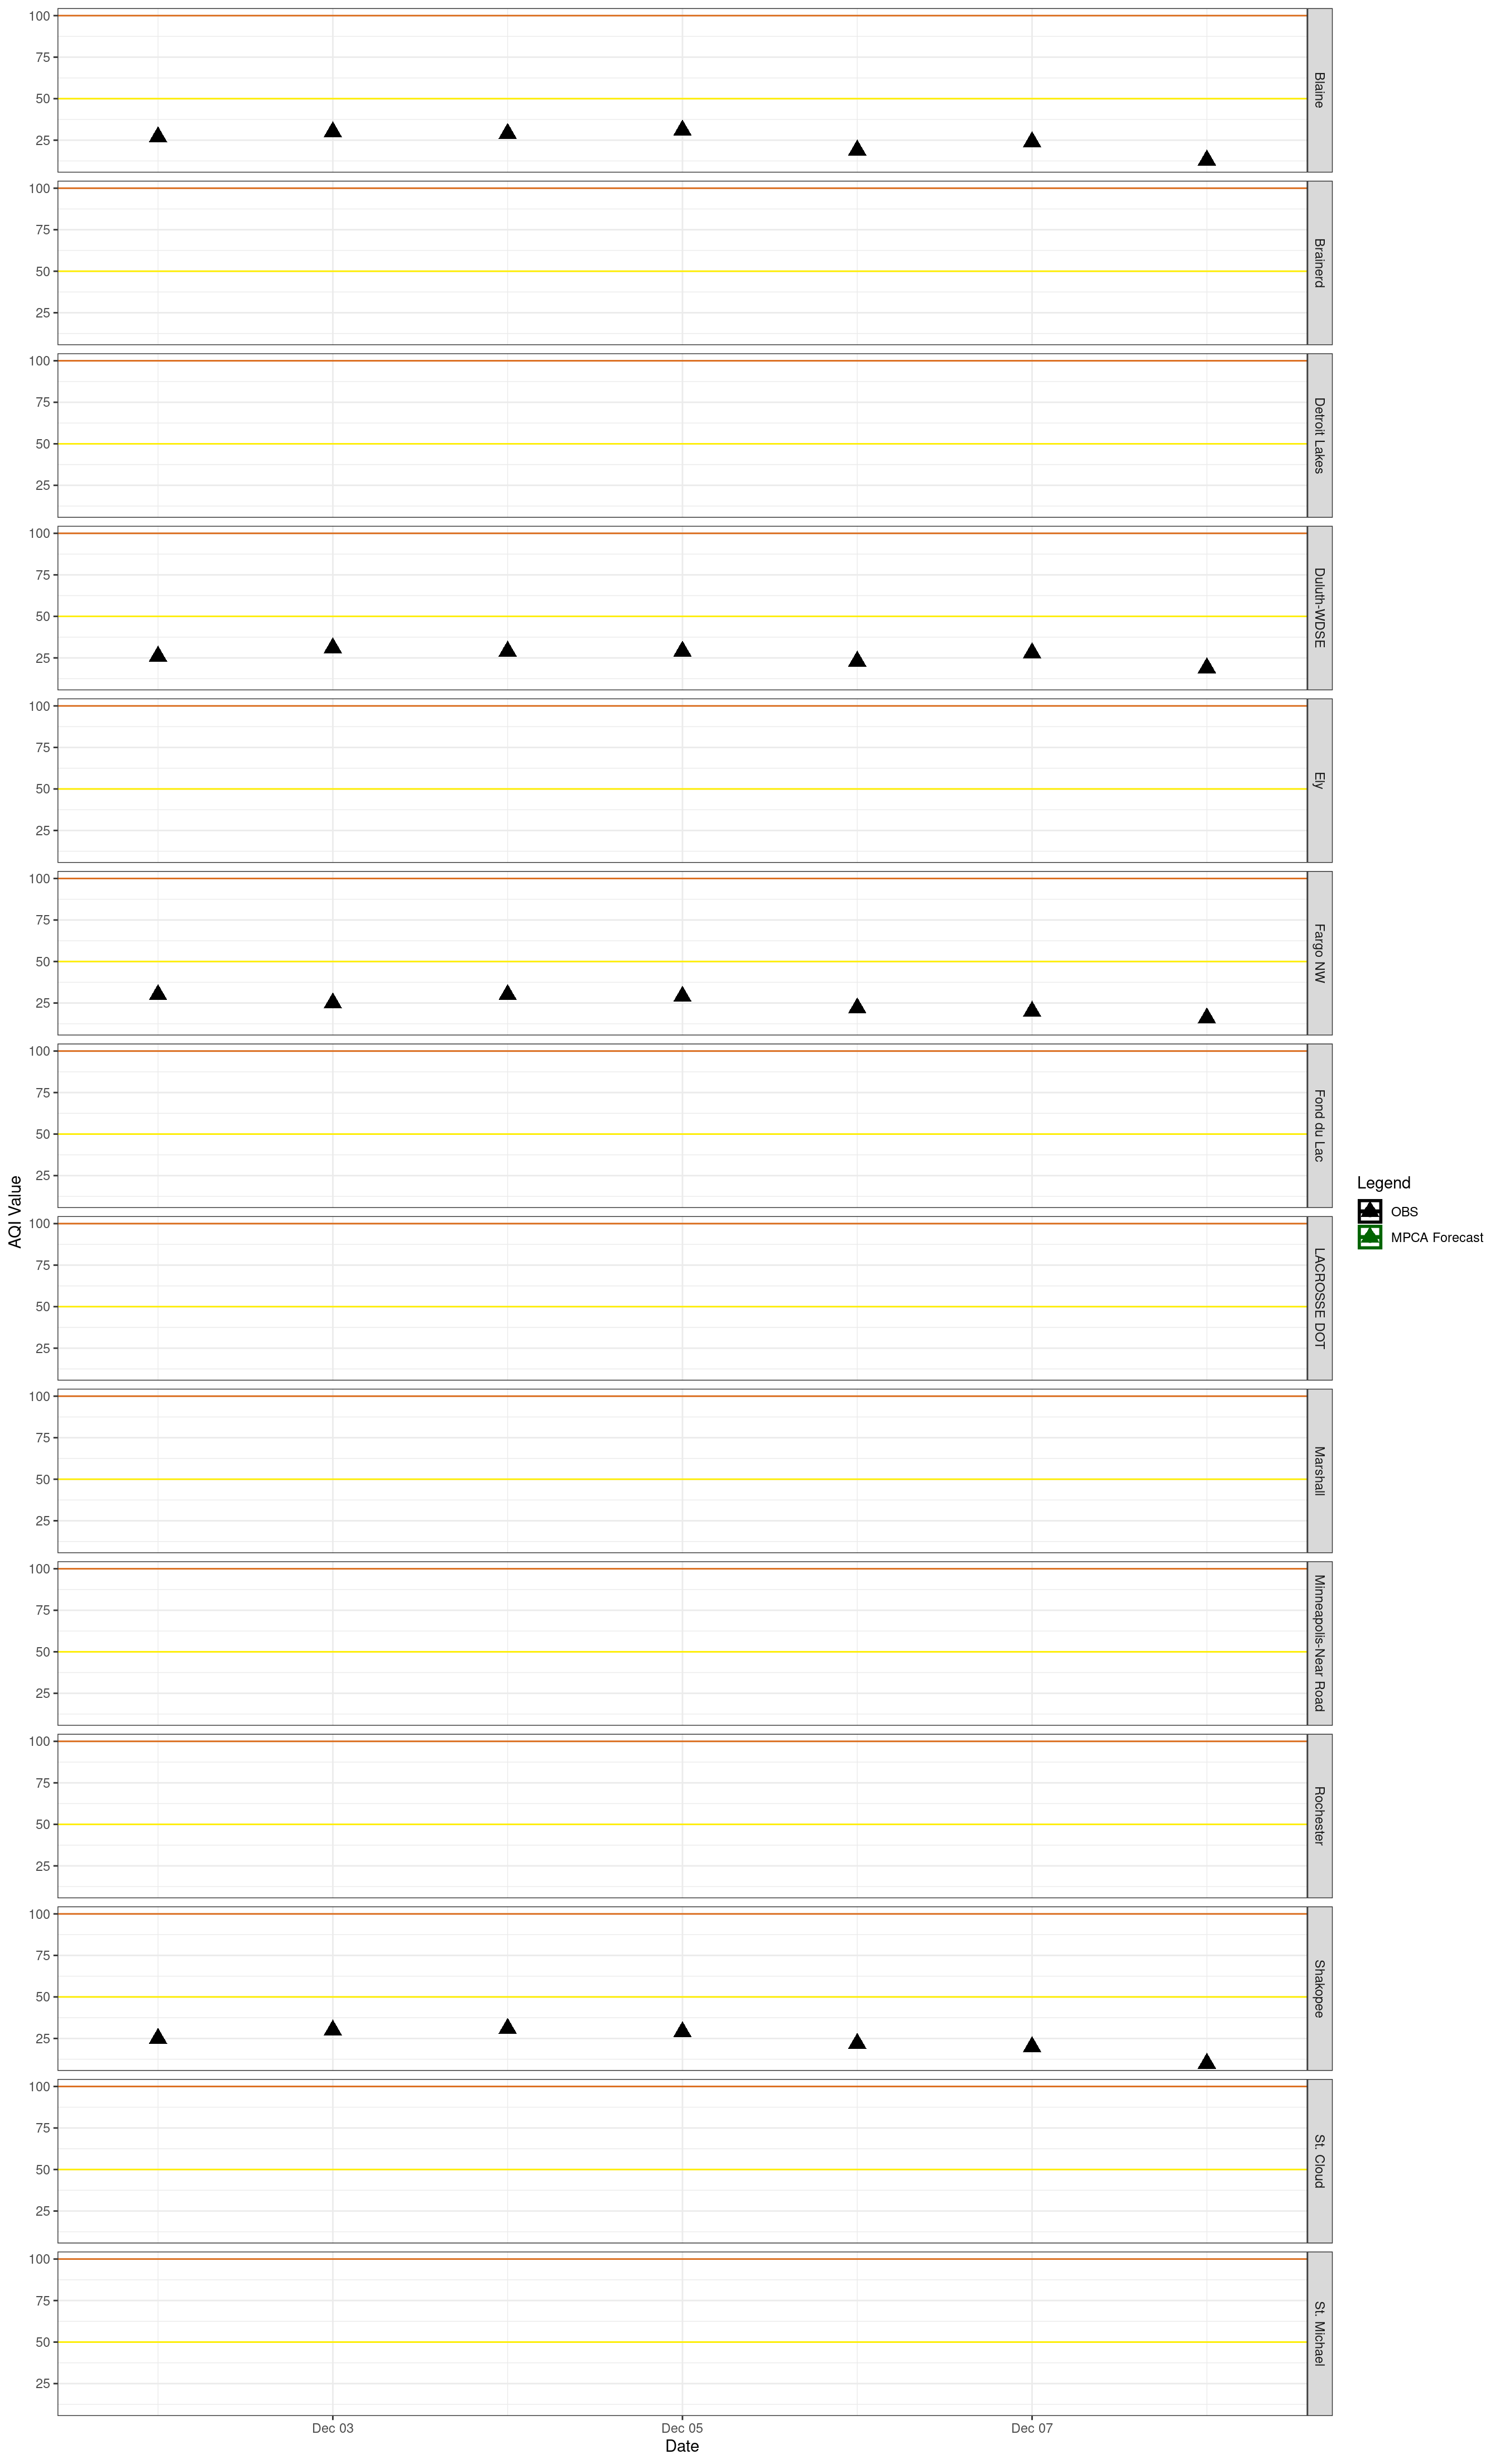 100
75
50
25
Blaine
100
75
50
25
Brainerd
100
75
50
25
Detroit Lakes
100
75
50
25
Duluth-WDSE
100
75
50
25
Ely
100
75
50
25
Fargo NW
100
75
50
25
Fond du Lac
100
75
50
25
LACROSSE DOT
100
75
50
25
Marshall
100
75
50
25
Minneapolis-Near Road
100
75
50
25
Rochester
100
75
50
25
Shakopee
100
75
50
25
St. Cloud
100
75
50
25
St. Michael
Dec 03
Dec 05
Dec 07
Date
AQI Value
Legend
OBS
MPCA Forecast